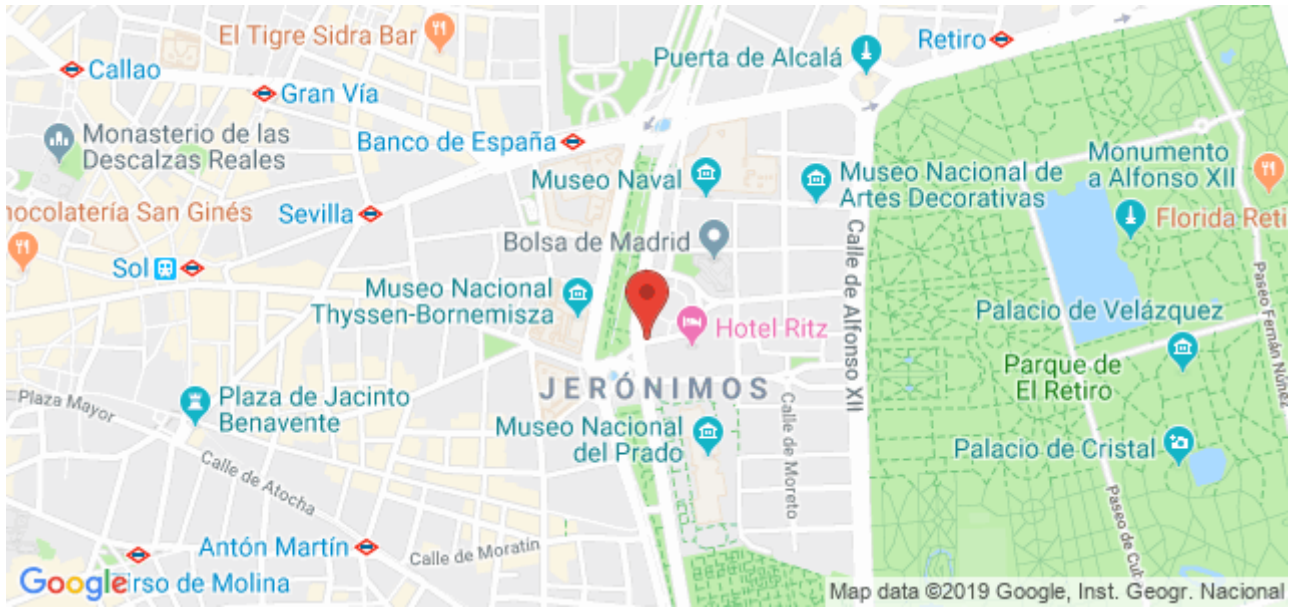 El Tigre Sidra Bar
Puerta de Alcalá
Retiro
Callao
Gran Vía
Banco de España
Monasterio de las
Descalzas Reales
Museo Naval
Museo Nacional de
Artes Decorativas
Monumento
a Alfonso XII
hocolatería San Ginés
Sevilla
Florida Reti
Bolsa de Madrid
Calle de Alfonso XII
Sol
Museo Nacional
Thyssen-Bornemisza
Hotel Ritz
Palacio de Velázquez
Paseo Fernán Núñez
Parque de
El Retiro
JERÓNIMOS
Plaza Mayor
Plaza de Jacinto
Benavente
Museo Nacional
del Prado
Calle de Moreto
Palacio de Cristal
Calle de Atocha
Paseo de Cub
Antón Martín
Calle de Moratín
Google
Tirso de Molina
Map data ©2019 Google, Inst. Geogr. Nacional